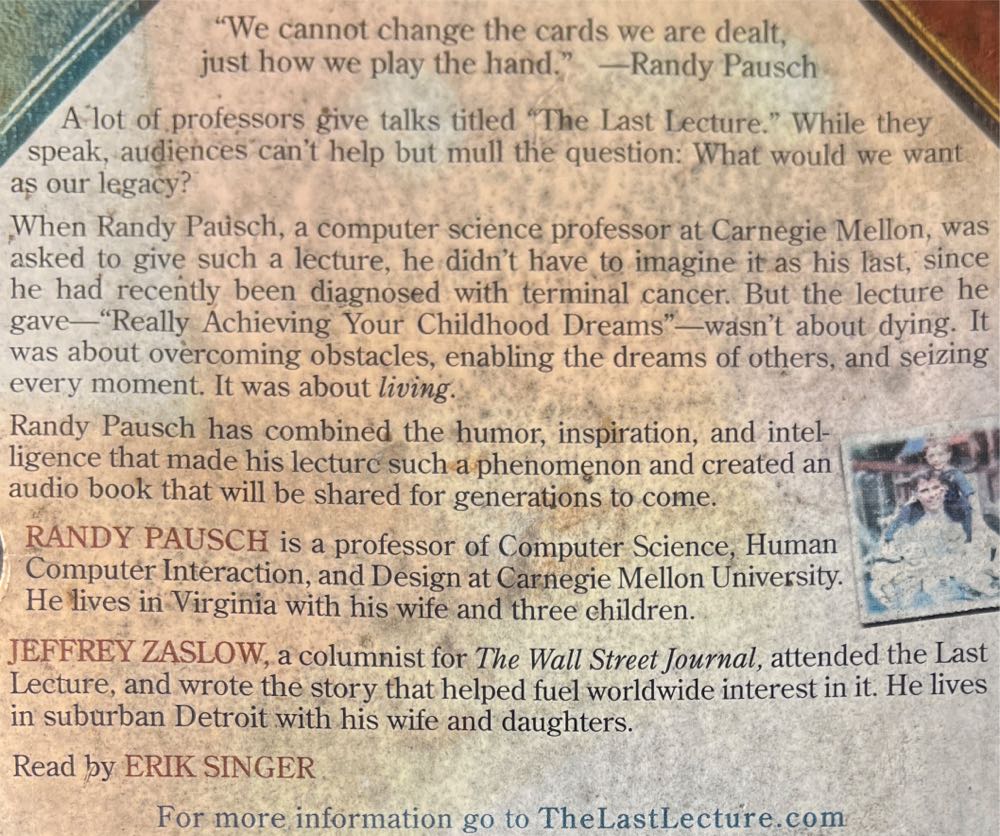 “We cannot change the cards we are dealt,
just how we play the hand.” —Randy Pausch
A lot of professors give talks titled “The Last Lecture.” While they
speak, audiences can’t help but mull the question: What would we want
as our legacy?
When Randy Pausch, a computer science professor at Carnegie Mellon, was
asked to give such a lecture, he didn’t have to imagine it as his last, since
he had recently been diagnosed with terminal cancer. But the lecture he
gave—“Really Achieving Your Childhood Dreams”—wasn’t about dying. It
was about overcoming obstacles, enabling the dreams of others, and seizing
every moment. It was about living.
Randy Pausch has combined the humor, inspiration, and intel-
ligence that made his lecture such a phenomenon and created an
audio book that will be shared for generations to come.
RANDY PAUSCH is a professor of Computer Science, Human
Computer Interaction, and Design at Carnegie Mellon University.
He lives in Virginia with his wife and three children.
JEFFREY ZASLOW, a columnist for The Wall Street Journal, attended the Last
Lecture, and wrote the story that helped fuel worldwide interest in it. He lives
in suburban Detroit with his wife and daughters.
Read by ERIK SINGER
For more information go to TheLastLecture.com